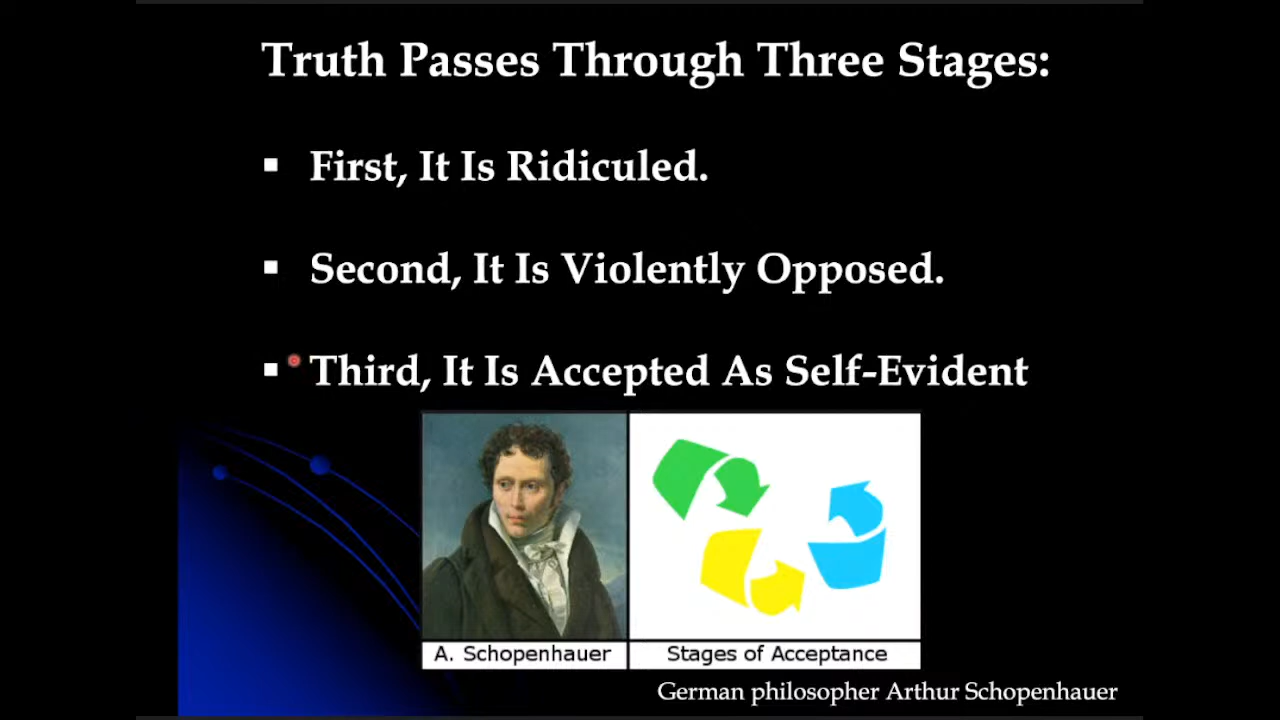 Truth Passes Through Three Stages:
▪ First, It Is Ridiculed.
▪ Second, It Is Violently Opposed.
▪ Third, It Is Accepted As Self-Evident
A. Schopenhauer
Stages of Acceptance
German philosopher Arthur Schopenhauer